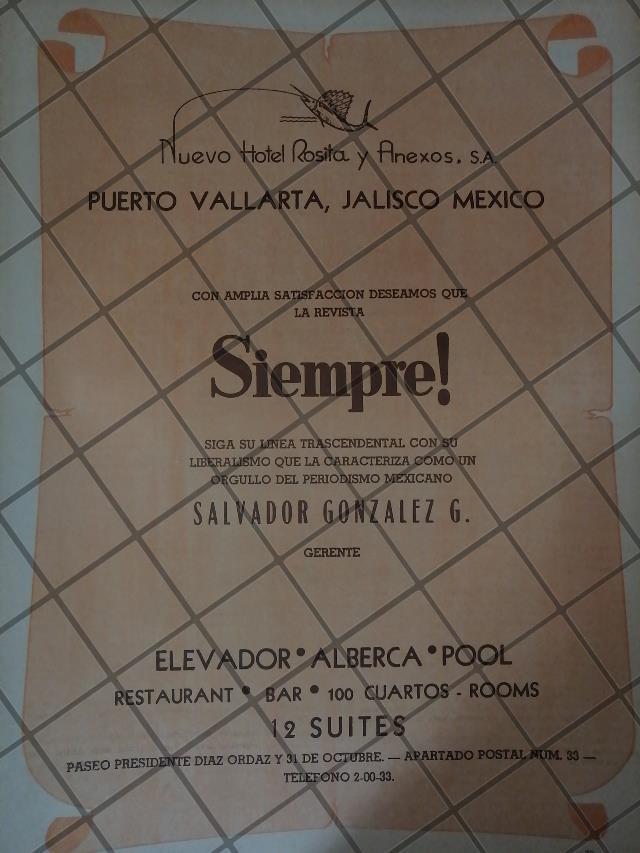 Nuevo Hotel Rosita y Anexos, S.A.
PUERTO VALLARTA, JALISCO MEXICO
CON AMPLIA SATISFACCION DESEAMOS QUE
LA REVISTA
Siempre!
SIGA SU LINEA TRASCENDENTAL CON SU
LIBERALISMO QUE LA CARACTERIZA COMO UN
ORGULLO DEL PERIODISMO MEXICANO
SALVADOR GONZALEZ G.
GERENTE
ELEVADOR • ALBERCA • POOL
RESTAURANT • BAR • 100 CUARTOS - ROOMS
12 SUITES
PASEO PRESIDENTE DIAZ ORDAZ Y 31 DE OCTUBRE. — APARTADO POSTAL NUM. 33 —
TELEFONO 2-00-33.